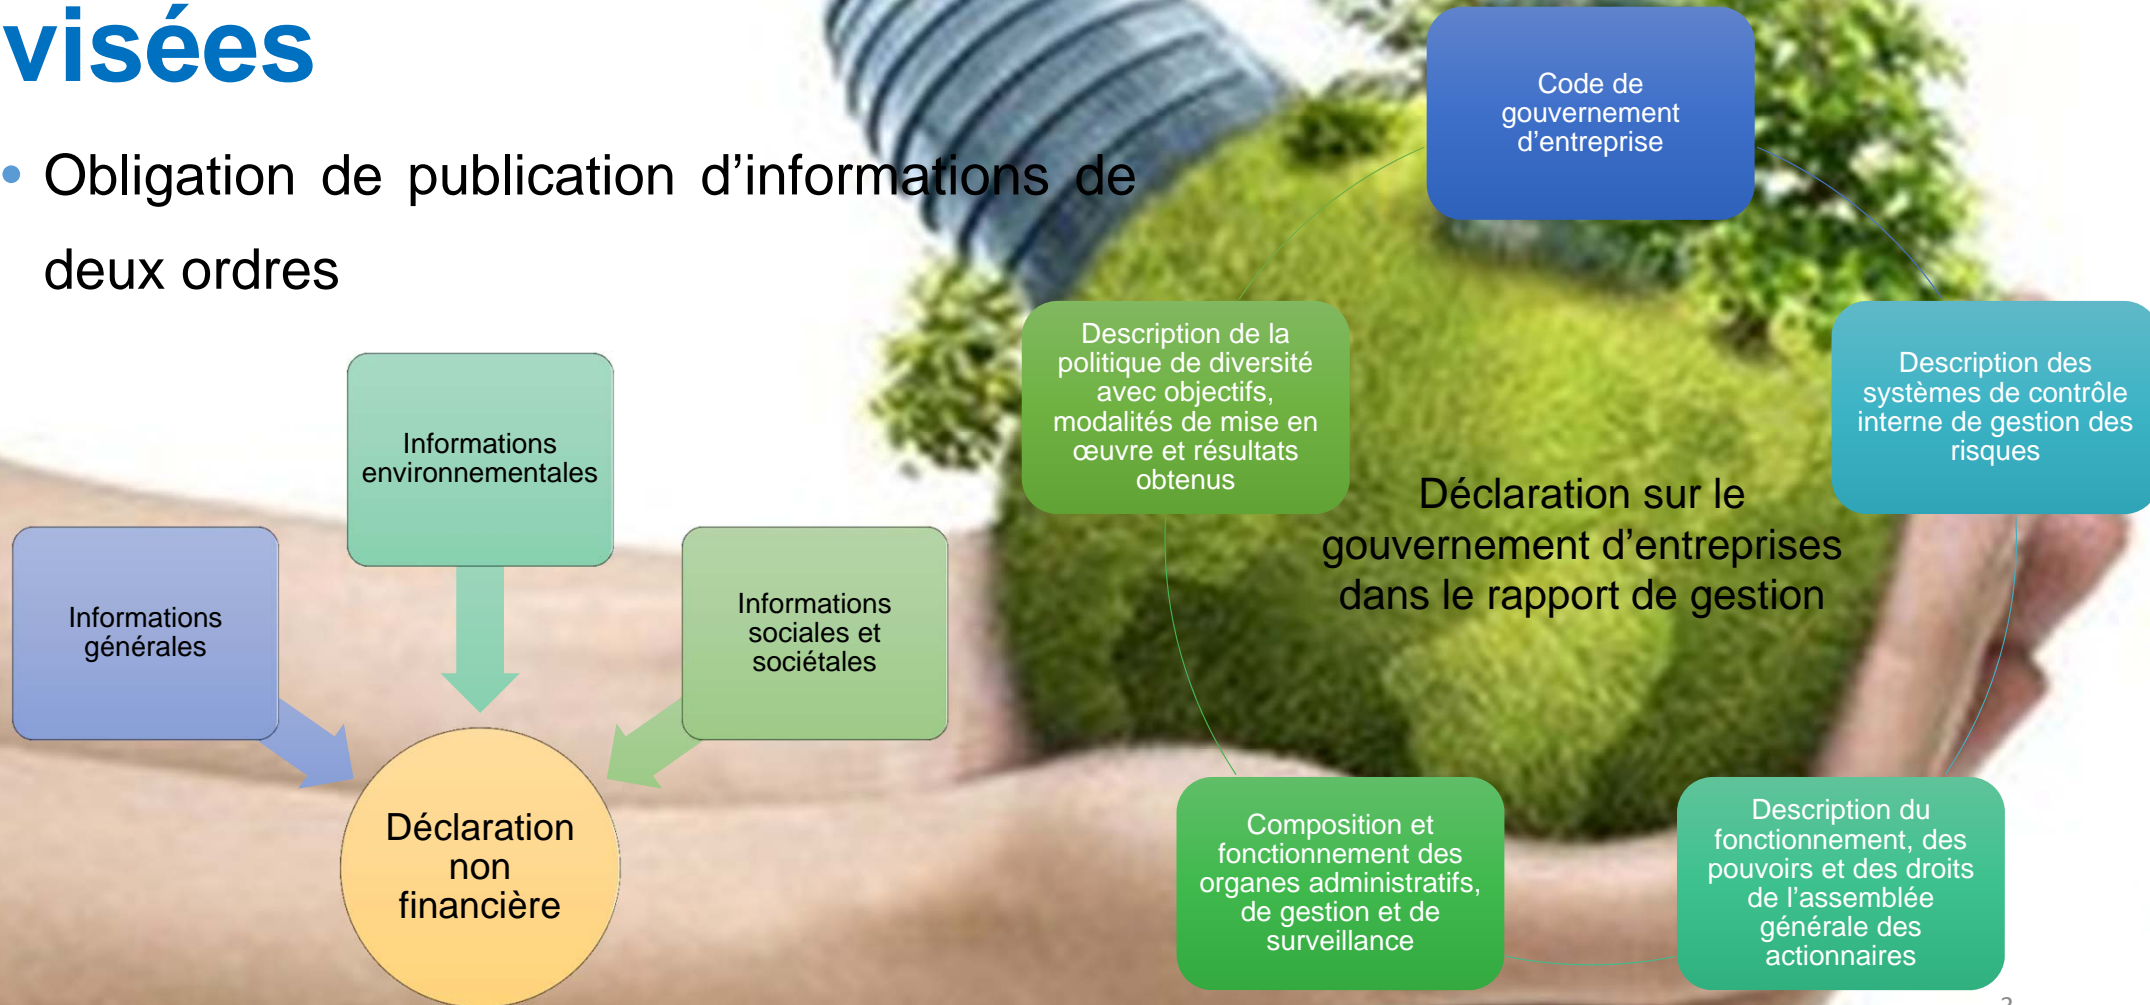 visées
• Obligation de publication d’informations de
deux ordres
Informations
environnementales
Informations
générales
Informations
sociales et
sociétales
Déclaration
non
financière
Code de
gouvernement
d’entreprise
Description des
systèmes de contrôle
interne de gestion des
risques
Description du
fonctionnement, des
pouvoirs et des droits
de l’assemblée
générale des
actionnaires
Composition et
fonctionnement des
organes administratifs,
de gestion et de
surveillance
Description de la
politique de diversité
avec objectifs,
modalités de mise en
œuvre et résultats
obtenus
Déclaration sur le
gouvernement d’entreprises
dans le rapport de gestion